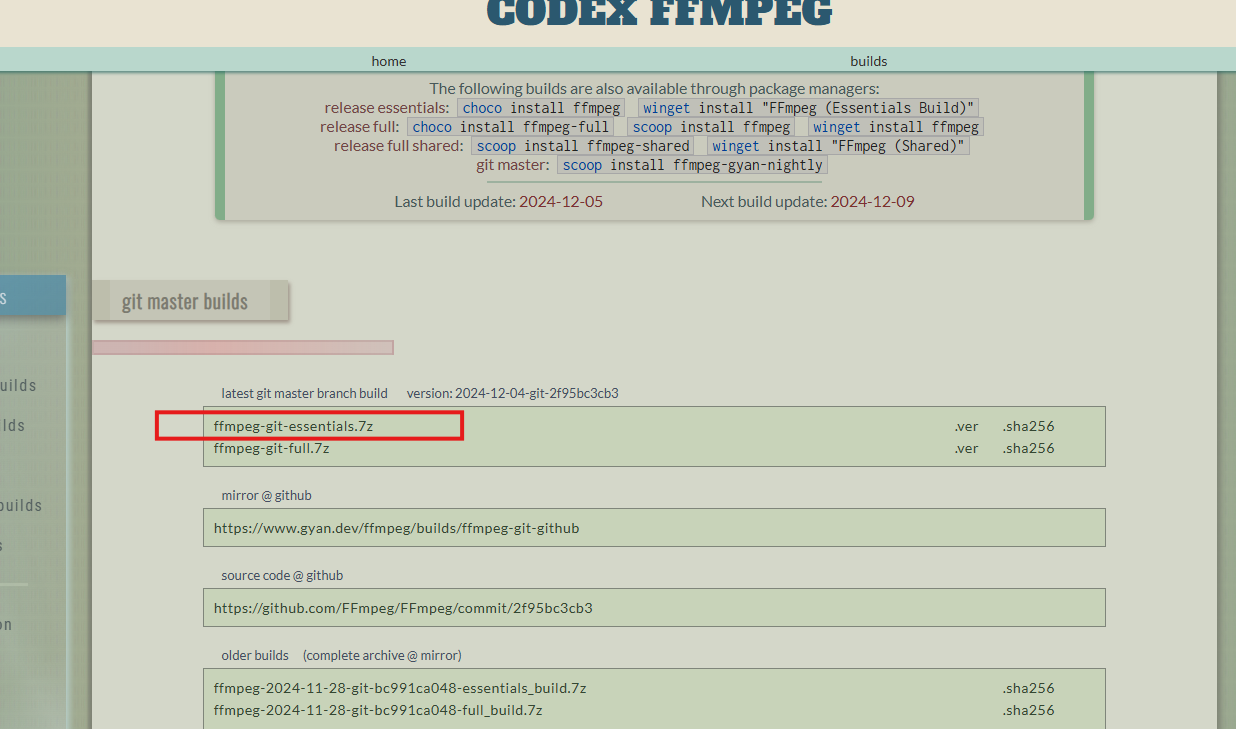 CODEX FFMPEG
home builds
The following builds are also available through package managers:
release essentials: choco install ffmpeg winget install "FFmpeg (Essentials Build)"
release full: choco install ffmpeg-full scoop install ffmpeg winget install ffmpeg
release full shared: scoop install ffmpeg-shared winget install "FFmpeg (Shared)"
git master: scoop install ffmpeg-gyan-nightly
Last build update: 2024-12-05 Next build update: 2024-12-09
s
git master builds
uilds
latest git master branch build version: 2024-12-04-git-2f95bc3cb3
lds
ffmpeg-git-essentials.7z .ver .sha256
ffmpeg-git-full.7z .ver .sha256
mirror @ github
builds
https://www.gyan.dev/ffmpeg/builds/ffmpeg-git-github
s
source code @ github
https://github.com/FFmpeg/FFmpeg/commit/2f95bc3cb3
on
older builds (complete archive @ mirror)
ffmpeg-2024-11-28-git-bc991ca048-essentials_build.7z .sha256
ffmpeg-2024-11-28-git-bc991ca048-full_build.7z .sha256